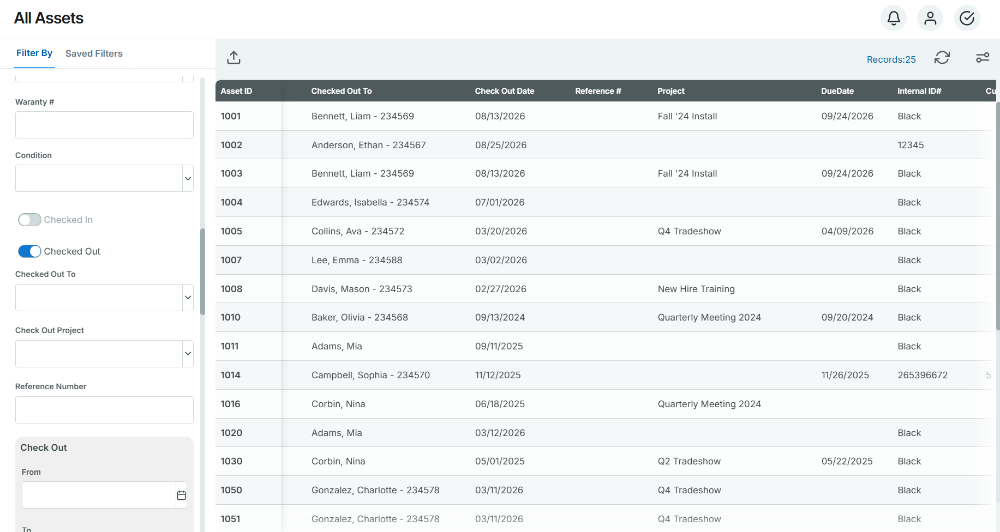 All Assets
Filter By Saved Filters
Records:25
Waranty #
Condition
Checked In
Checked Out
Checked Out To
Check Out Project
Reference Number
Check Out
From
To
Asset ID Checked Out To Check Out Date Reference # Project DueDate Internal ID# Cu
1001 Bennett, Liam - 234569 08/13/2026 Fall '24 Install 09/24/2026 Black
1002 Anderson, Ethan - 234567 08/25/2026 12345
1003 Bennett, Liam - 234569 08/13/2026 Fall '24 Install 09/24/2026 Black
1004 Edwards, Isabella - 234574 07/01/2026 Black
1005 Collins, Ava - 234572 03/20/2026 Q4 Tradeshow 04/09/2026 Black
1007 Lee, Emma - 234588 03/02/2026 Black
1008 Davis, Mason - 234573 02/27/2026 New Hire Training Black
1010 Baker, Olivia - 234568 09/13/2024 Quarterly Meeting 2024 09/20/2024 Black
1011 Adams, Mia 09/11/2025 Black
1014 Campbell, Sophia - 234570 11/12/2025 11/26/2025 265396672 5
1016 Corbin, Nina 06/18/2025 Quarterly Meeting 2024
1020 Adams, Mia 03/12/2026 Black
1030 Corbin, Nina 05/01/2025 Q2 Tradeshow 05/22/2025 Black
1050 Gonzalez, Charlotte - 234578 03/11/2026 Q4 Tradeshow Black
1051 Gonzalez, Charlotte - 234578 03/11/2026 Q4 Tradeshow Black